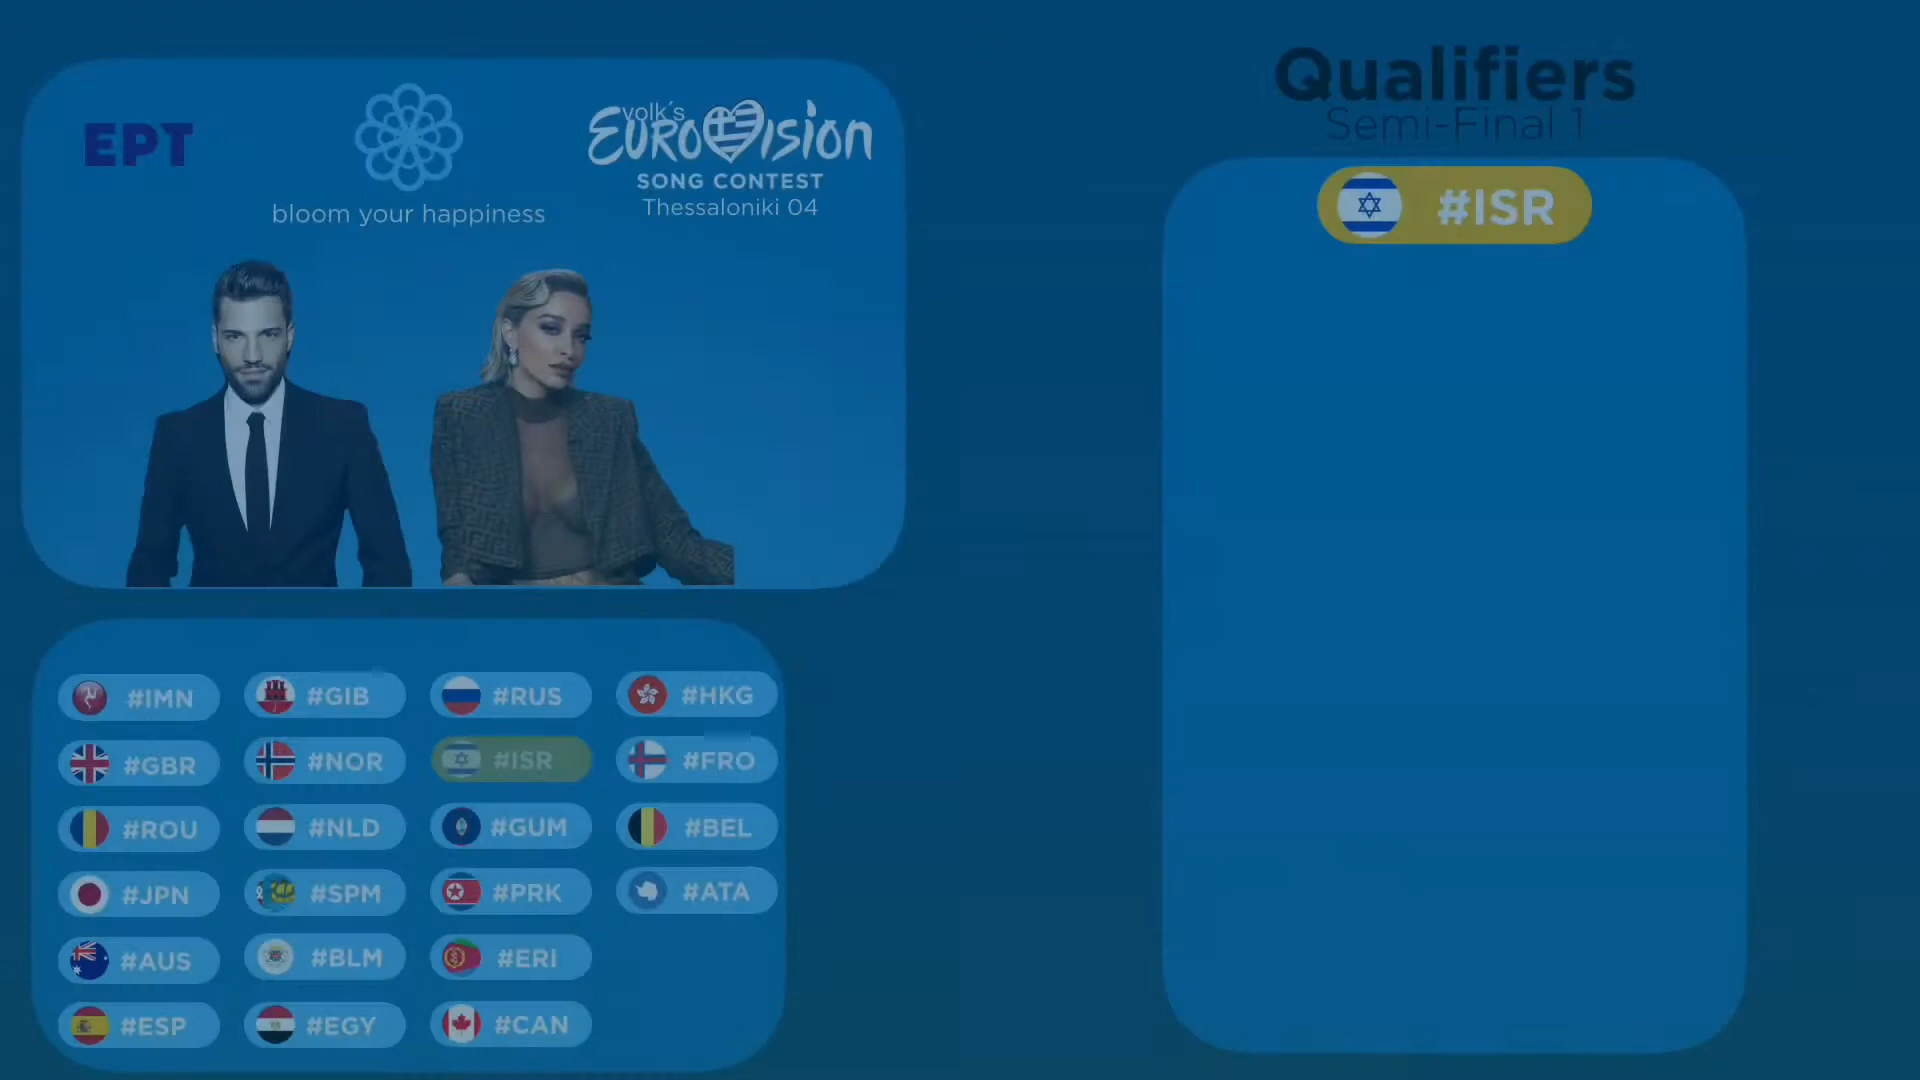 ΕΡΤ
bloom your happiness
volk's
EUROVISION
SONG CONTEST
Thessaloniki 04
#IMN #GIB #RUS #HKG
#GBR #NOR #ISR #FRO
#ROU #NLD #GUM #BEL
#JPN #SPM #PRK #ATA
#AUS #BLM #ERI
#ESP #EGY #CAN
Qualifiers
Semi-Final 1
#ISR